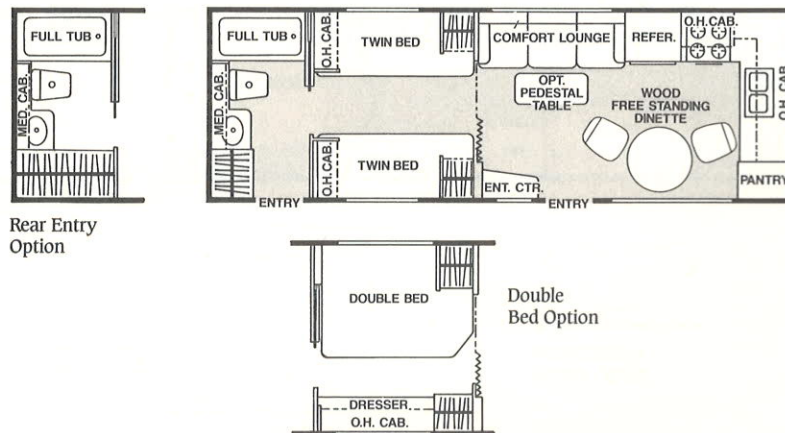 FULL TUB
MED. CAB.
Rear Entry
Option
FULL TUB
MED. CAB.
ENTRY
O.H. CAB.
TWIN BED
O.H. CAB.
TWIN BED
COMFORT LOUNGE
OPT.
PEDESTAL
TABLE
ENT. CTR.
ENTRY
REFER.
O.H. CAB.
WOOD
FREE STANDING
DINETTE
O.H. CAB.
PANTRY
DOUBLE BED
DRESSER
O.H. CAB.
Double
Bed Option